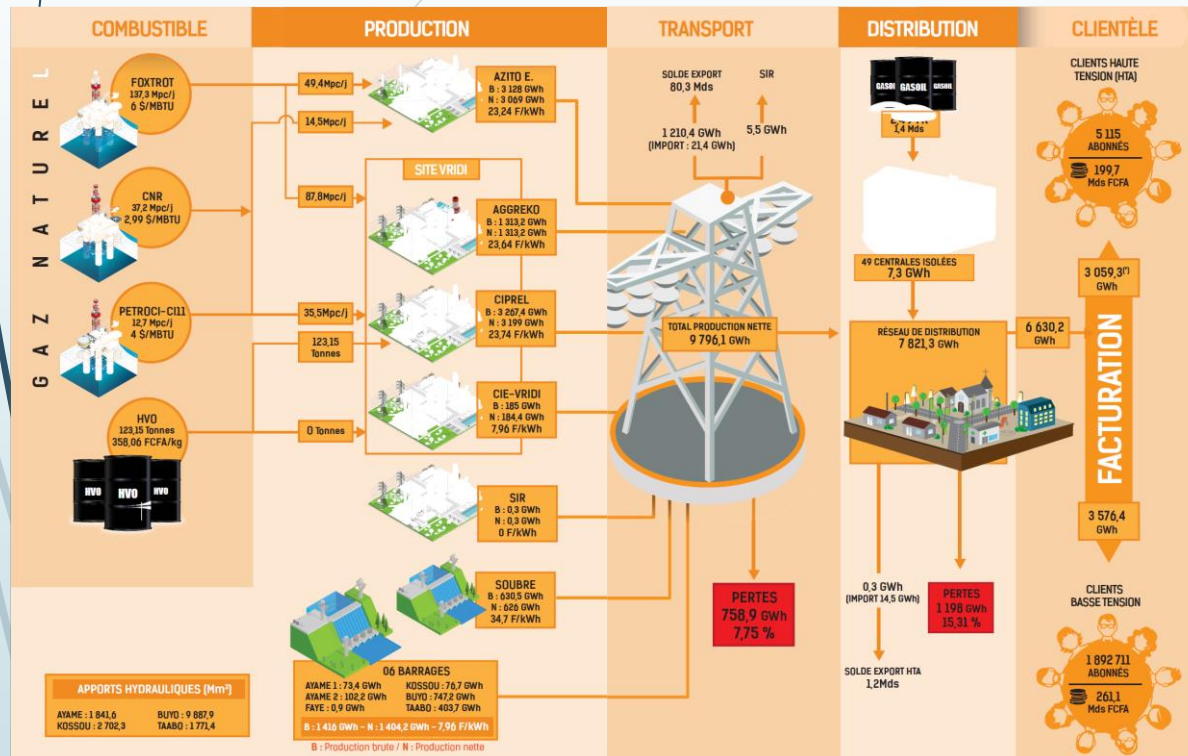 COMBUSTIBLE
PRODUCTION
TRANSPORT
DISTRIBUTION
CLIENTÈLE
GAZ NATUREL
FOXTROT
137,3 Mpc/j
6 $/MBTU
CNR
37,2 Mpc/j
2,99 $/MBTU
PETROCI-CI11
12,7 Mpc/j
4 $/MBTU
HVO
123,15 Tonnes
358,06 FCFA/kg
HVO
HVO
HVO
49,4Mpc/j
14,5Mpc/j
87,8Mpc/j
35,5Mpc/j
123,15
Tonnes
0 Tonnes
AZITO E.
B : 3 128 GWh
N : 3 069 GWh
23,24 F/kWh
SITE VRIDI
AGGREKO
B : 1 313,2 GWh
N : 1 313,2 GWh
23,64 F/kWh
CIPREL
B : 3 267,4 GWh
N : 3 199 GWh
23,74 F/kWh
CIE-VRIDI
B : 185 GWh
N : 184,4 GWh
7,96 F/kWh
SIR
B : 0,3 GWh
N : 0,3 GWh
0 F/kWh
SOUBRE
B : 630,5 GWh
N : 626 GWh
34,7 F/kWh
06 BARRAGES
AYAME 1 : 73,4 GWh KOSSOU : 76,7 GWh
AYAME 2 : 102,2 GWh BUYO : 747,2 GWh
FAYE : 0,9 GWh TAABO : 403,7 GWh
B : 1 416 GWh - N : 1 404,2 GWh - 7,96 F/kWh
B : Production brute / N : Production nette
APPORTS HYDRAULIQUES (Mm³)
AYAME : 1 841,6 BUYO : 9 887,9
KOSSOU : 2 702,3 TAABO : 1 771,4
SOLDE EXPORT
80,3 Mds
SIR
1 210,4 GWh
(IMPORT : 21,4 GWh)
5,5 GWh
TOTAL PRODUCTION NETTE
9 796,1 GWh
PERTES
758,9 GWh
7,75 %
GASOIL
GASOIL
GASOIL
1,4 Mds
49 CENTRALES ISOLÉES
7,3 GWh
RÉSEAU DE DISTRIBUTION
7 821,3 GWh
0,3 GWh
(IMPORT 14,5 GWh)
PERTES
1 198 GWh
15,31 %
SOLDE EXPORT HTA
1,2Mds
6 630,2
GWh
CLIENTS HAUTE
TENSION (HTA)
5 115
ABONNÉS
199,7
Mds FCFA
3 059,3(*)
GWh
FACTURATION
3 576,4
GWh
CLIENTS
BASSE TENSION
1 892 711
ABONNÉS
261,1
Mds FCFA